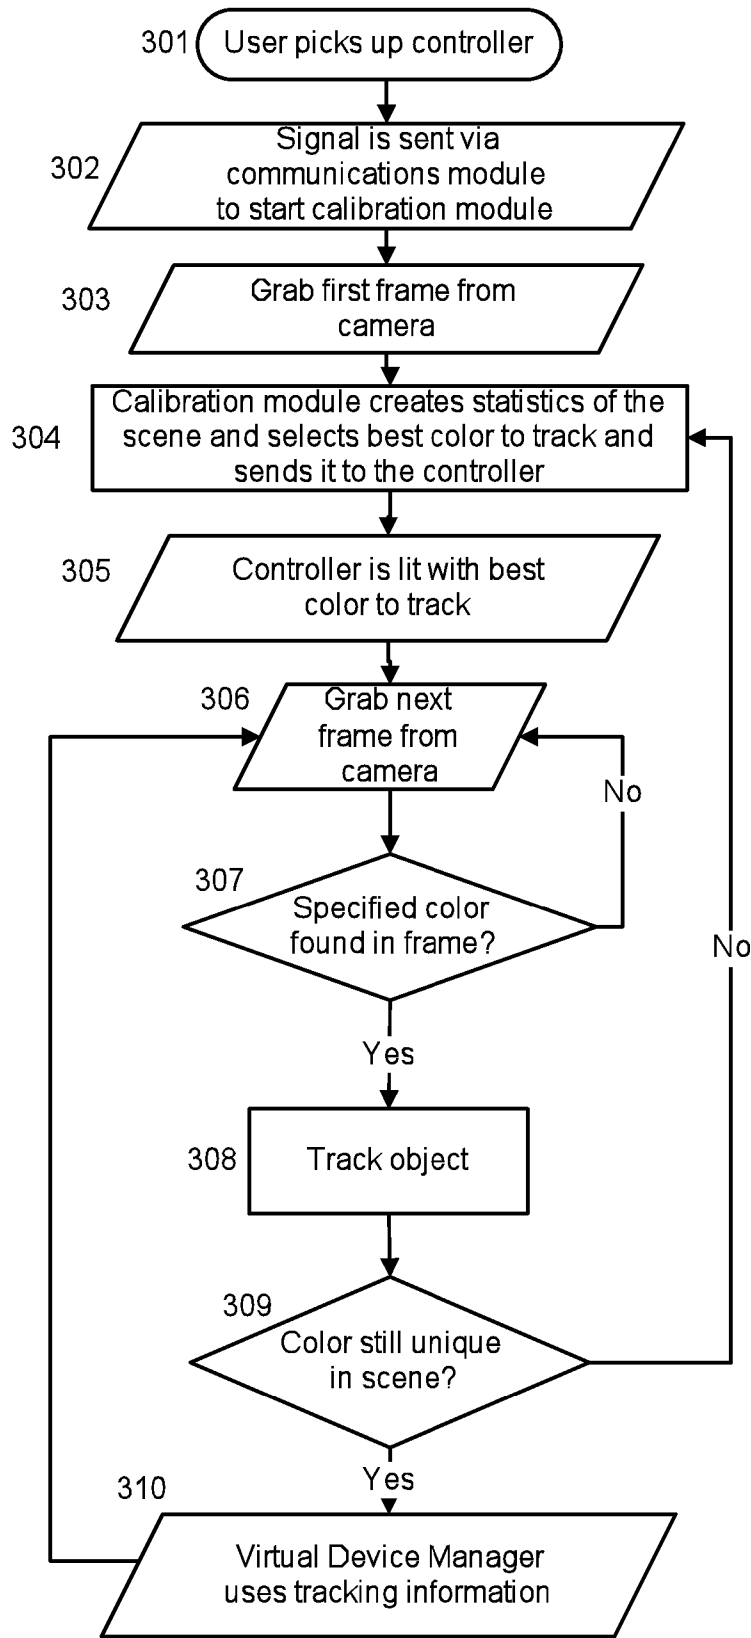 301
User picks up controller
302
Signal is sent via
communications module
to start calibration module
303
Grab first frame from
camera
304
Calibration module creates statistics of the
scene and selects best color to track and
sends it to the controller
305
Controller is lit with best
color to track
306
Grab next
frame from
camera
No
307
Specified color
found in frame?
No
Yes
308
Track object
309
Color still unique
in scene?
Yes
310
Virtual Device Manager
uses tracking information